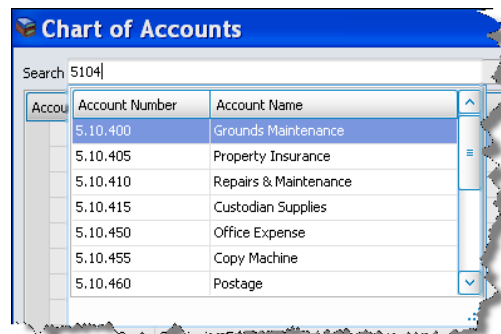 Chart of Accounts
Search 5104
Accou
Account Number Account Name
5.10.400 Grounds Maintenance
5.10.405 Property Insurance
5.10.410 Repairs & Maintenance
5.10.415 Custodian Supplies
5.10.450 Office Expense
5.10.455 Copy Machine
5.10.460 Postage